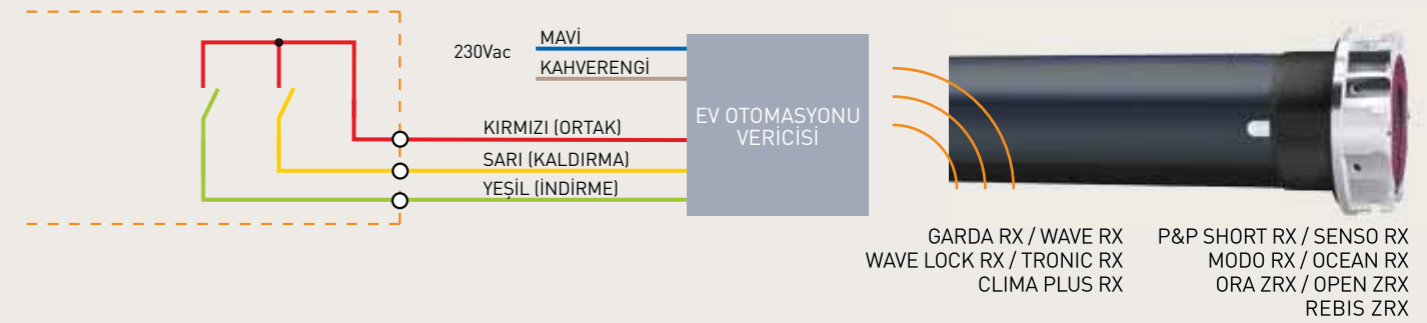 230Vac
MAVİ
KAHVERENGİ
KIRMIZI (ORTAK)
SARI (KALDIRMA)
YEŞİL (İNDİRME)
EV OTOMASYONU
VERİCİSİ
GARDA RX / WAVE RX
WAVE LOCK RX / TRONIC RX
CLIMA PLUS RX
P&P SHORT RX / SENSO RX
MODO RX / OCEAN RX
ORA ZRX / OPEN ZRX
REBIS ZRX